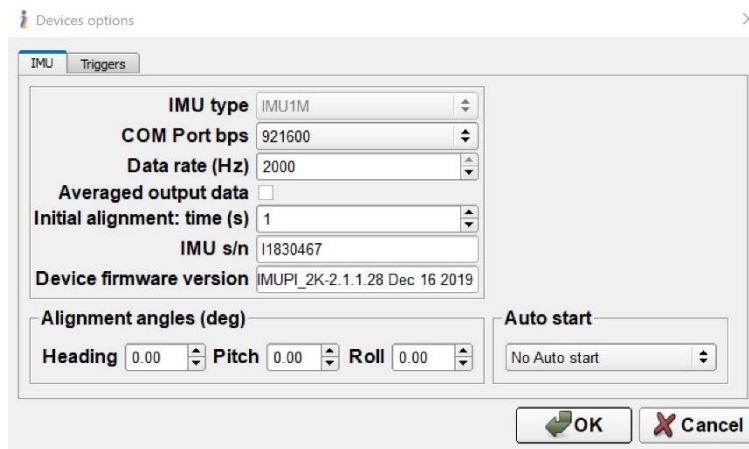 Devices options
IMU Triggers
IMU type IMU1M
COM Port bps 921600
Data rate (Hz) 2000
Averaged output data
Initial alignment: time (s) 1
IMU s/n I1830467
Device firmware version IMUPI_2K-2.1.1.28 Dec 16 2019
Alignment angles (deg) Auto start
Heading 0.00 Pitch 0.00 Roll 0.00 No Auto start
OK Cancel